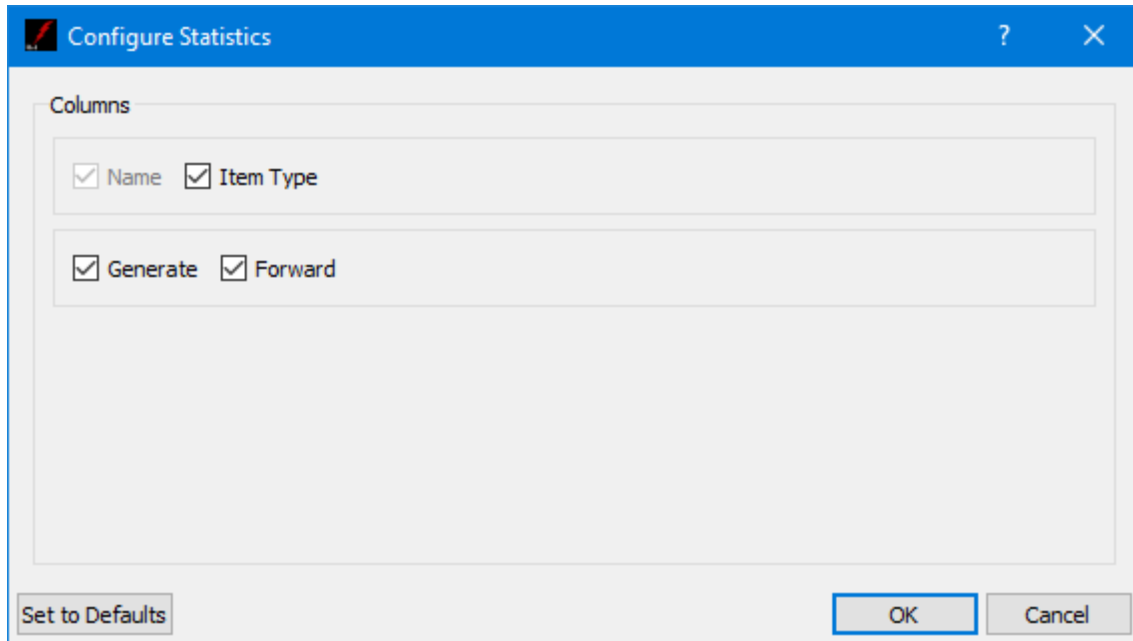 Configure Statistics ?
Columns
Name Item Type
Generate Forward
Set to Defaults OK Cancel